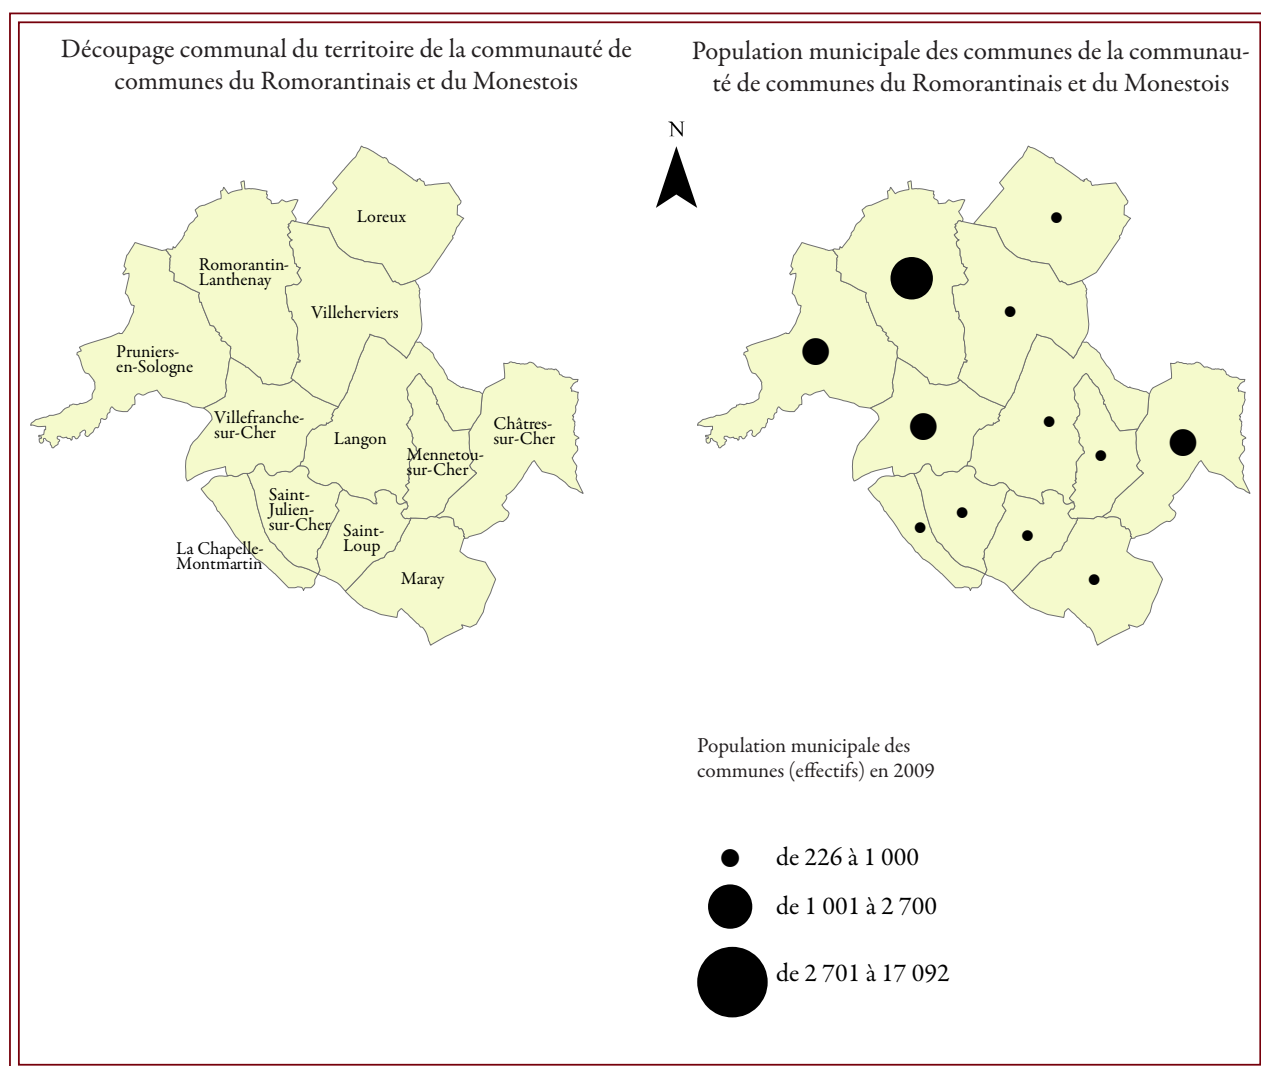 Découpage communal du territoire de la communauté de
communes du Romorantinais et du Monestois
Population municipale des communes de la communau-
té de communes du Romorantinais et du Monestois
N
Loreux
Romorantin-
Lanthenay
Villeherviers
Pruniers-
en-Sologne
Villefranche-
sur-Cher
Langon
Châtres-
sur-Cher
Mennetou-
sur-Cher
Saint-
Julien-
sur-Cher
Saint-
Loup
La Chapelle-
Montmartin
Maray
Population municipale des
communes (effectifs) en 2009
de 226 à 1 000
de 1 001 à 2 700
de 2 701 à 17 092